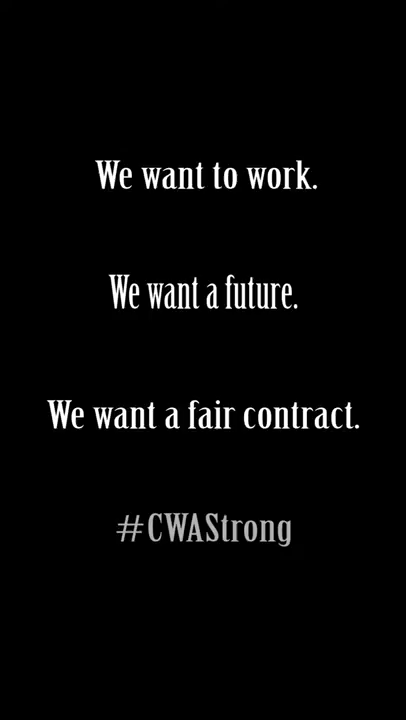 We want to work.
We want a future.
We want a fair contract.
#CWAStrong